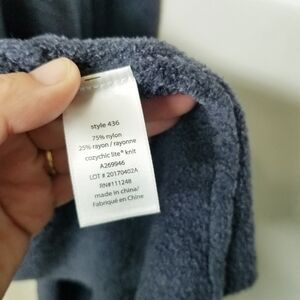 style 436
75% nylon
25% rayon / rayonne
cozychic lite® knit
A269946
LOT # 20170402A
RN#111248
made in china/
Fabriqué en Chine